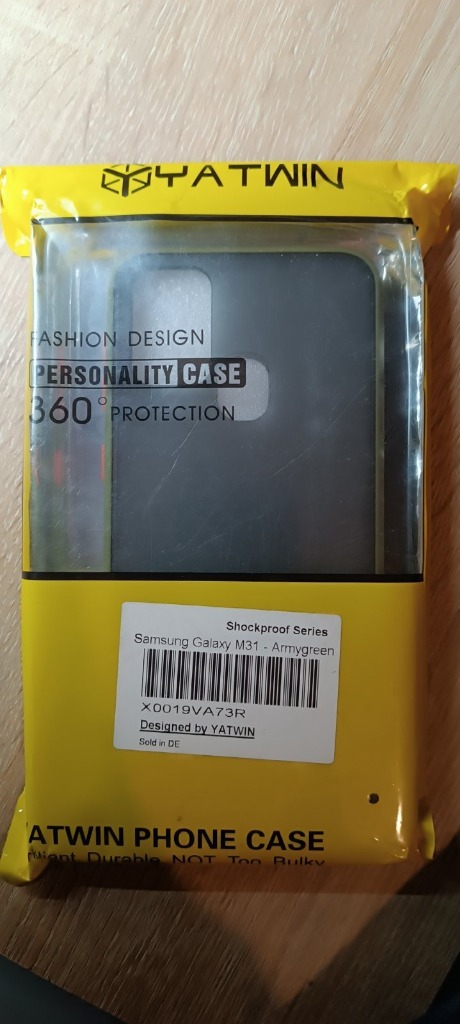 YATWIN
FASHION DESIGN
PERSONALITY CASE
360° PROTECTION
Shockproof Series
Samsung Galaxy M31 - Armygreen
X0019VA73R
Designed by YATWIN
Sold in DE
ATWIN PHONE CASE
Durable NOT Too Bulky